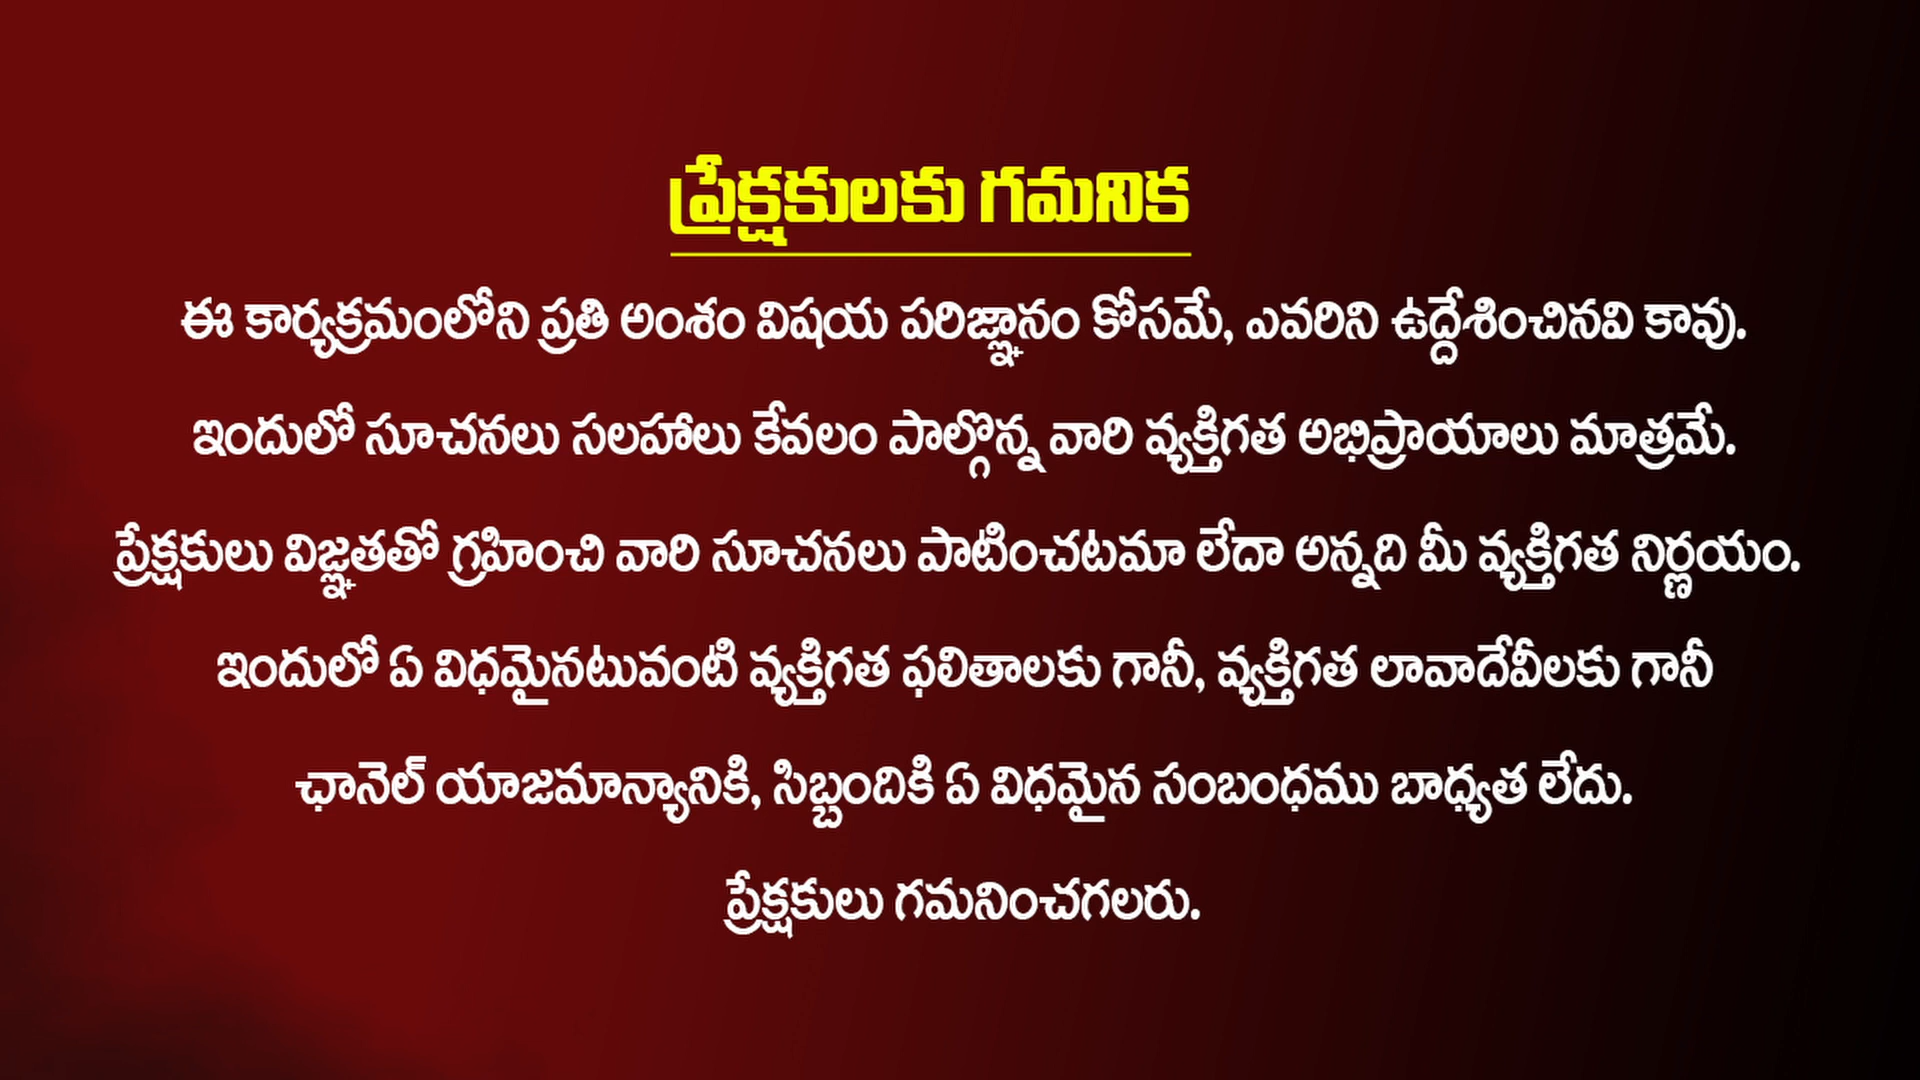 ప్రేక్షకులకు గమనిక
ఈ కార్యక్రమంలోని ప్రతి అంశం విషయ పరిజ్ఞానం కోసమే, ఎవరిని ఉద్దేశించినవి కావు.
ఇందులో సూచనలు సలహాలు కేవలం పాల్గొన్న వారి వ్యక్తిగత అభిప్రాయాలు మాత్రమే.
ప్రేక్షకులు విజ్ఞతతో గ్రహించి వారి సూచనలు పాటించటమా లేదా అన్నది మీ వ్యక్తిగత నిర్ణయం.
ఇందులో ఏ విధమైనటువంటి వ్యక్తిగత ఫలితాలకు గానీ, వ్యక్తిగత లావాదేవీలకు గానీ
ఛానెల్ యాజమాన్యానికి, సిబ్బందికి ఏ విధమైన సంబంధము బాధ్యత లేదు.
ప్రేక్షకులు గమనించగలరు.